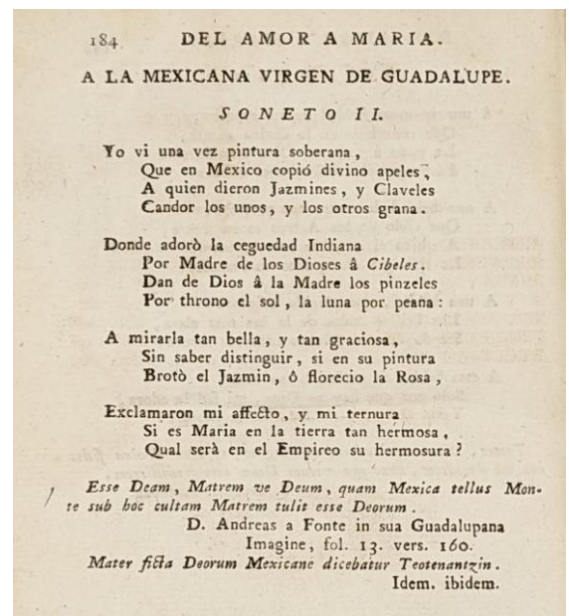 184 DEL AMOR A MARIA.
A LA MEXICANA VIRGEN DE GUADALUPE.
SONETO II.
Yo vi una vez pintura soberana,
Que en Mexico copió divino apeles,
A quien dieron Jazmines, y Claveles
Candor los unos, y los otros grana.
Donde adorò la ceguedad Indiana
Por Madre de los Dioses â Cibeles.
Dan de Dios â la Madre los pinzeles
Por throno el sol, la luna por peana:
A mirarla tan bella, y tan graciosa,
Sin saber distinguir, si en su pintura
Brotò el Jazmin, ô florecio la Rosa,
Exclamaron mi affecto, y mi ternura
Si es Maria en la tierra tan hermosa,
Qual serà en el Empireo su hermosura?
Esse Deam, Matrem ve Deum, quam Mexica tellus Mon-
te sub hoc cultam Matrem tulit esse Deorum.
D. Andreas a Fonte in sua Guadalupana
Imagine, fol. 13. vers. 160.
Mater ficta Deorum Mexicane dicebatur Teotenantzin.
Idem. ibidem.